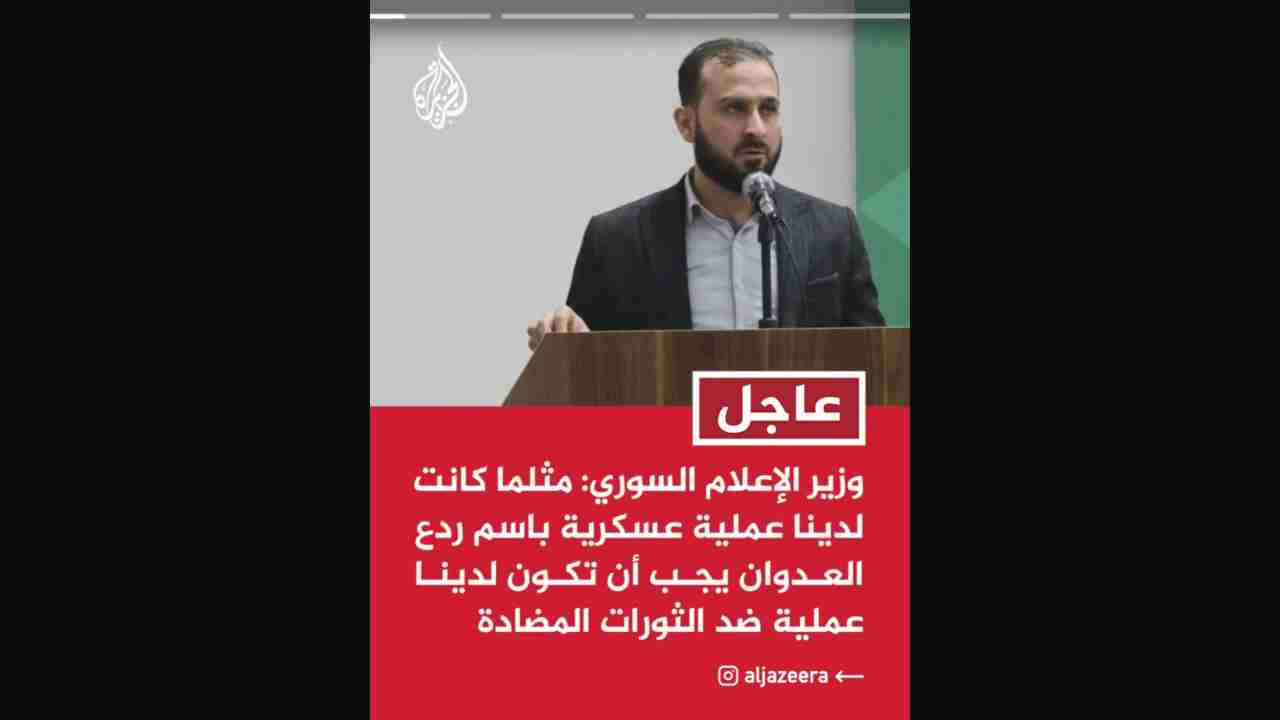 الجزيرة
عاجل
وزير الإعلام السوري: مثلما كانت
لدينا عملية عسكرية باسم ردع
العدوان يجب أن تكون لدينا
عملية ضد الثورات المضادة
aljazeera